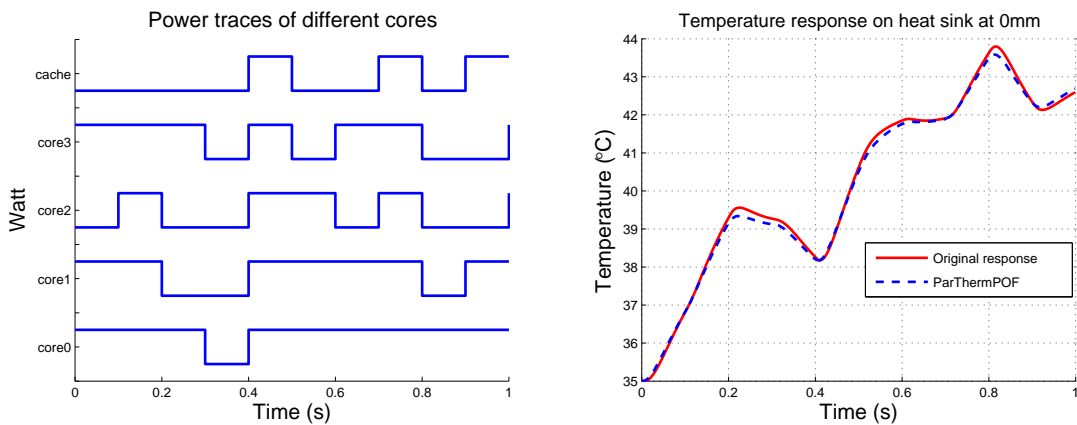 Power traces of different cores
Watt
cache
core3
core2
core1
core0
0
0.2
0.4
0.6
0.8
1
Time (s)
Temperature response on heat sink at 0mm
Temperature (°C)
44
43
42
41
40
39
38
37
36
35
Original response
ParThermPOF
0
0.2
0.4
0.6
0.8
1
Time (s)